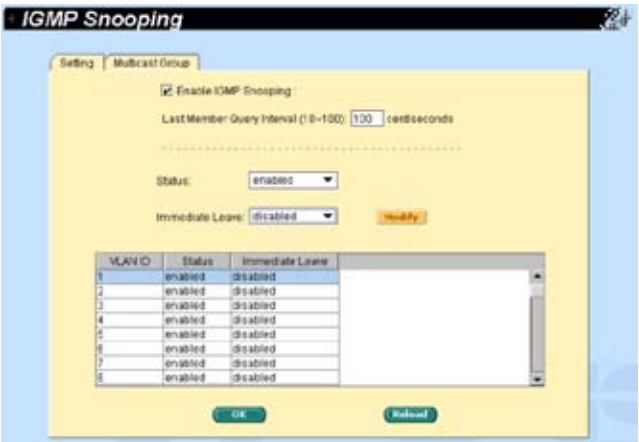 IGMP Snooping
Setting Multicast Group
Enable IGMP Snooping
Last Member Query Interval (10~100): 100 centiseconds
Status: enabled
Immediate Leave: disabled Modify
VLAN ID Status Immediate Leave
1 enabled disabled
2 enabled disabled
3 enabled disabled
4 enabled disabled
5 enabled disabled
6 enabled disabled
7 enabled disabled
8 enabled disabled
OK Reload